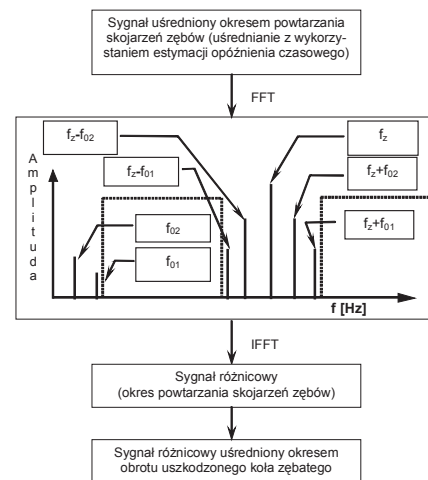 Sygnał uśredniony okresem powtarzania
skojarzeń zębów (uśrednianie z wykorzy-
staniem estymacji opóźnienia czasowego)
FFT
Amplituda
fz-f02
fz-f01
f02
f01
fz
fz+f02
fz+f01
f [Hz]
IFFT
Sygnał różnicowy
(okres powtarzania skojarzeń zębów)
Sygnał różnicowy uśredniony okresem
obrotu uszkodzonego koła zębatego